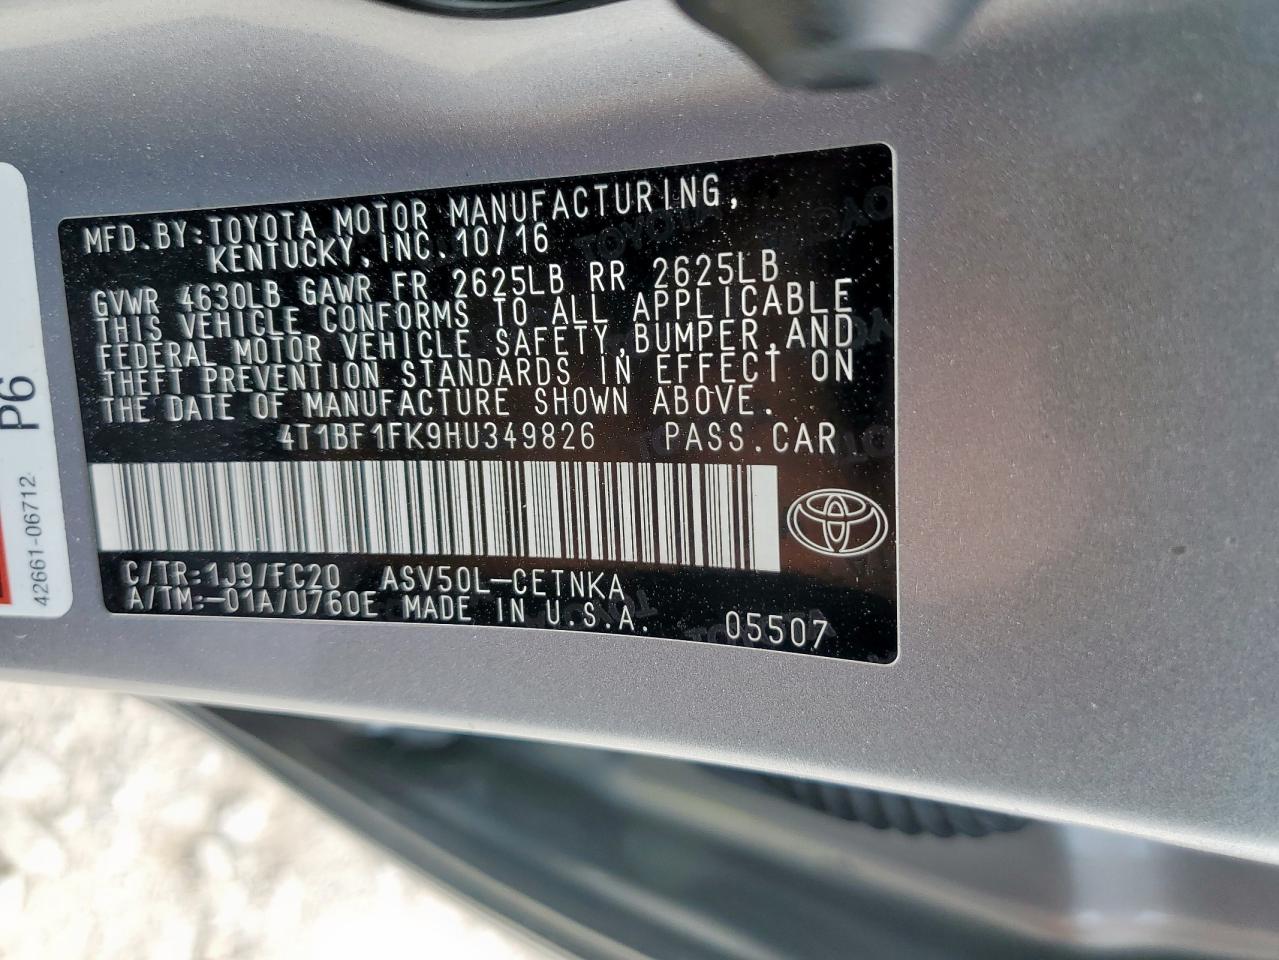 MFD.BY:TOYOTA MOTOR MANUFACTURING,
KENTUCKY,INC.10/16
GVWR 4630LB GAWR FR 2625LB RR 2625LB
THIS VEHICLE CONFORMS TO ALL APPLICABLE
FEDERAL MOTOR VEHICLE SAFETY,BUMPER,AND
THEFT PREVENTION STANDARDS IN EFFECT ON
THE DATE OF MANUFACTURE SHOWN ABOVE.
4T1BF1FK9HU349826 PASS.CAR
C/TR:1J9/FC20 ASV50L-CETNKA
A/TM:-01A/U760E MADE IN U.S.A. 05507
P6
42661-06712